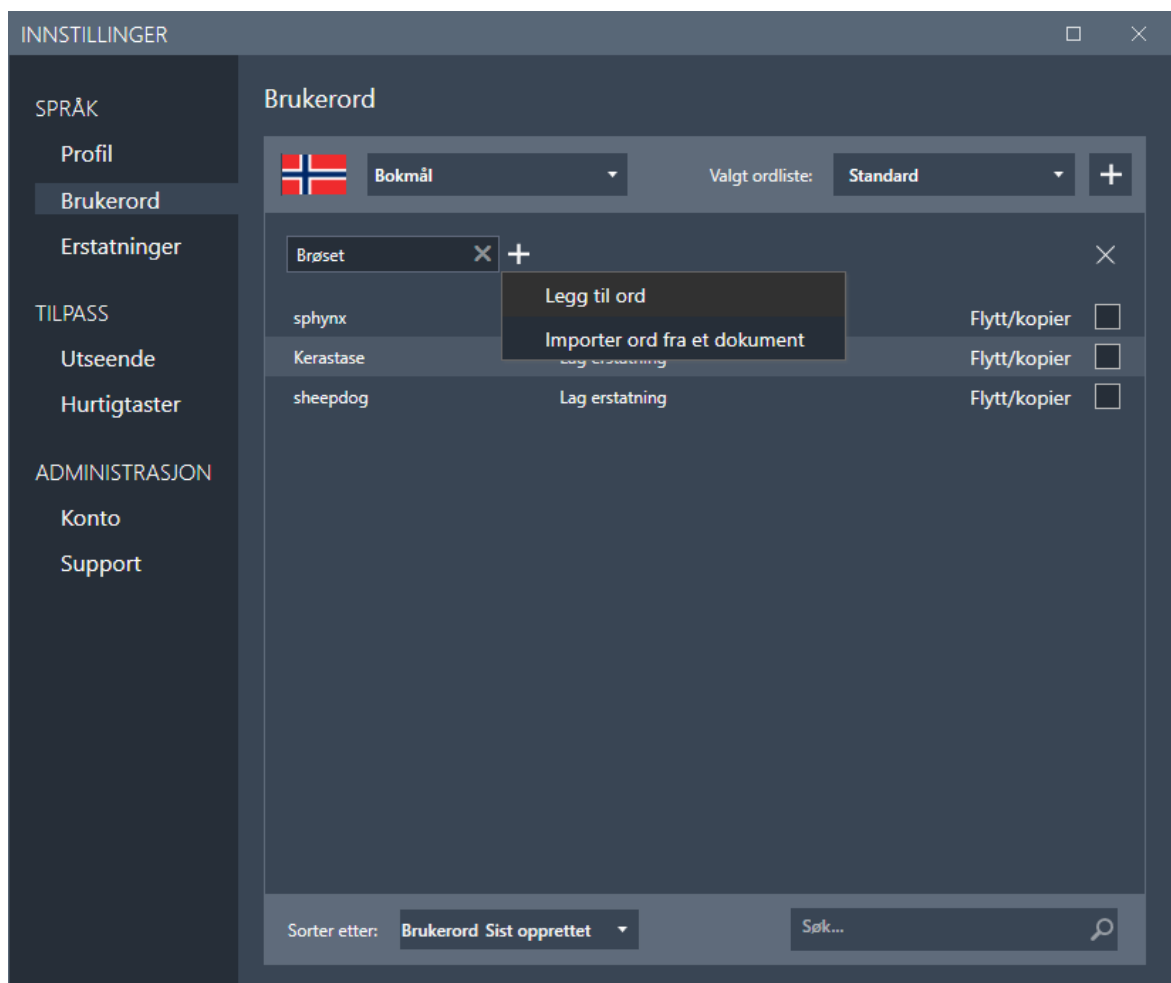 INNSTILLINGER
SPRÅK
Profil
Brukerord
Erstatninger
TILPASS
Utseende
Hurtigtaster
ADMINISTRASJON
Konto
Support
Brukerord
Bokmål
Valgt ordliste: Standard
Brøset
Legg til ord
Importer ord fra et dokument
sphynx Flytt/kopier
Kerastase Lag erstatning Flytt/kopier
sheepdog Lag erstatning Flytt/kopier
Sorter etter: Brukerord Sist opprettet
Søk...